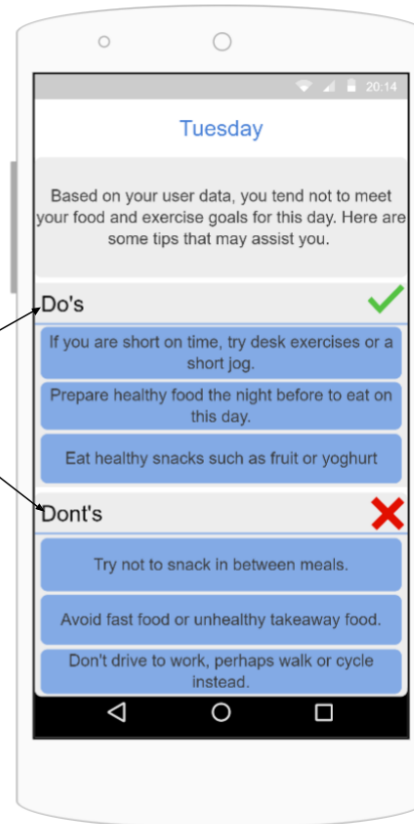 20:14
Tuesday
Based on your user data, you tend not to meet
your food and exercise goals for this day. Here are
some tips that may assist you.
Do's
If you are short on time, try desk exercises or a
short jog.
Prepare healthy food the night before to eat on
this day.
Eat healthy snacks such as fruit or yoghurt
Dont's
Try not to snack in between meals.
Avoid fast food or unhealthy takeaway food.
Don't drive to work, perhaps walk or cycle
instead.